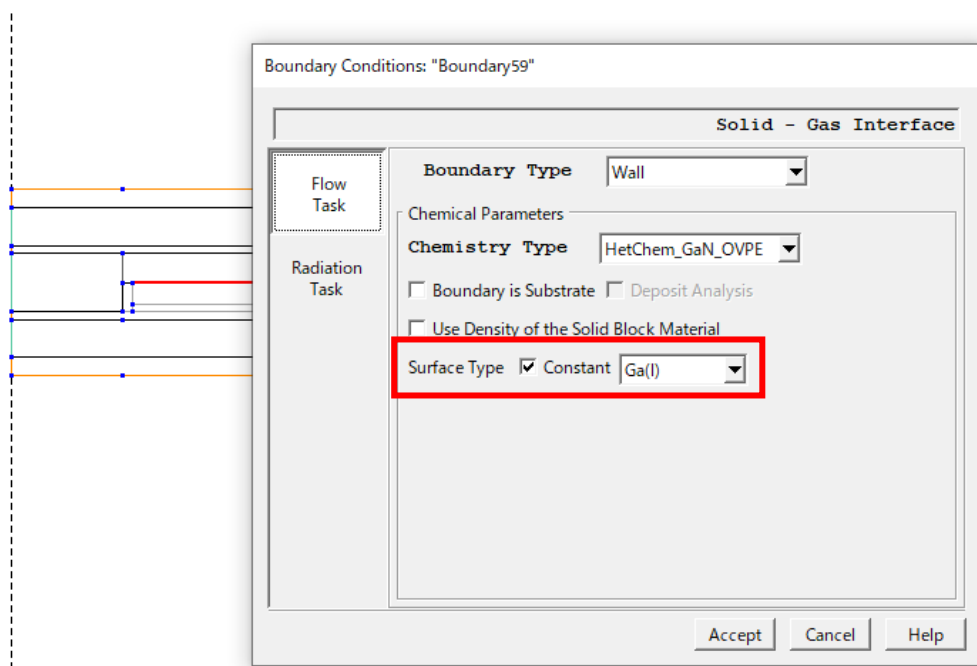 Boundary Conditions: "Boundary59"
Solid - Gas Interface
Flow
Task
Radiation
Task
Boundary Type Wall
Chemical Parameters
Chemistry Type HetChem_GaN_OVPE
Boundary is Substrate Deposit Analysis
Use Density of the Solid Block Material
Surface Type Constant Ga(l)
Accept Cancel Help